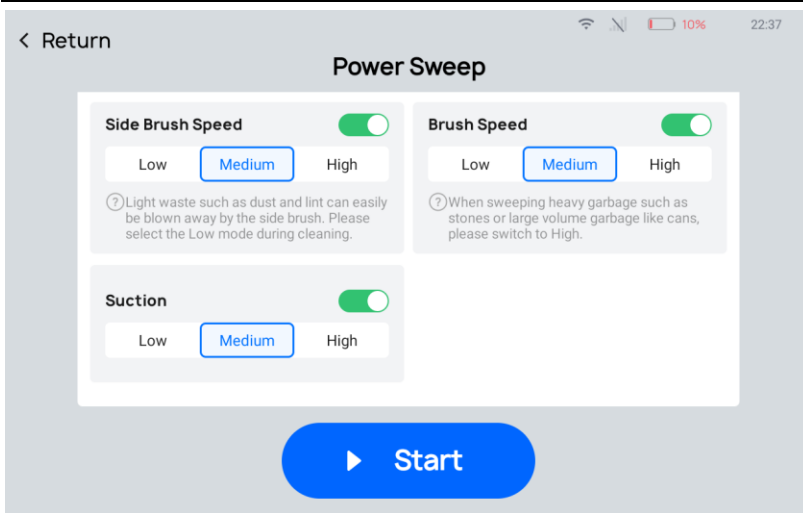 10% 22:37
< Return
Power Sweep
Side Brush Speed
Low Medium High
?Light waste such as dust and lint can easily
be blown away by the side brush. Please
select the Low mode during cleaning.
Brush Speed
Low Medium High
?When sweeping heavy garbage such as
stones or large volume garbage like cans,
please switch to High.
Suction
Low Medium High
Start